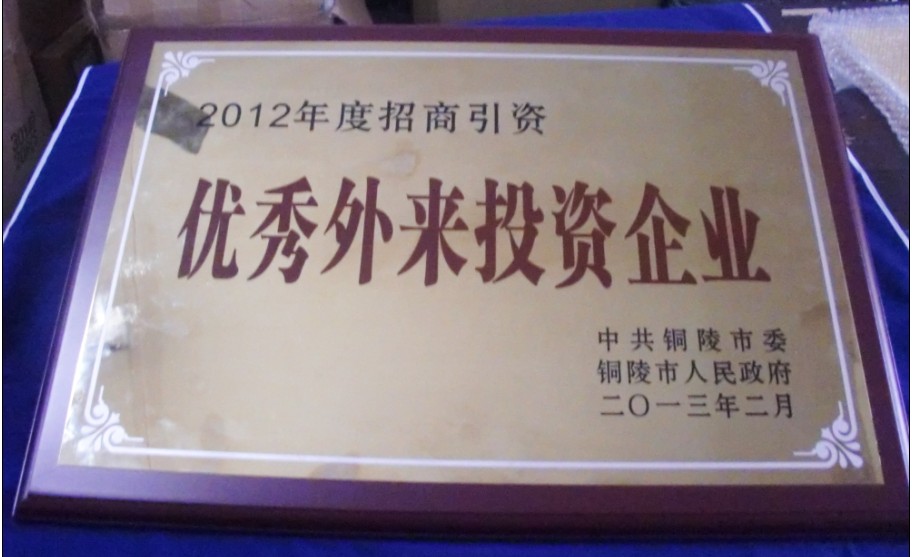 2012年度招商引资
优秀外来投资企业
中共铜陵市委
铜陵市人民政府
二〇一三年二月